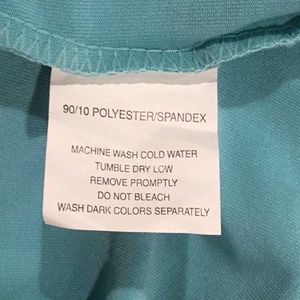 90/10 POLYESTER/SPANDEX
MACHINE WASH COLD WATER
TUMBLE DRY LOW
REMOVE PROMPTLY
DO NOT BLEACH
WASH DARK COLORS SEPARATELY